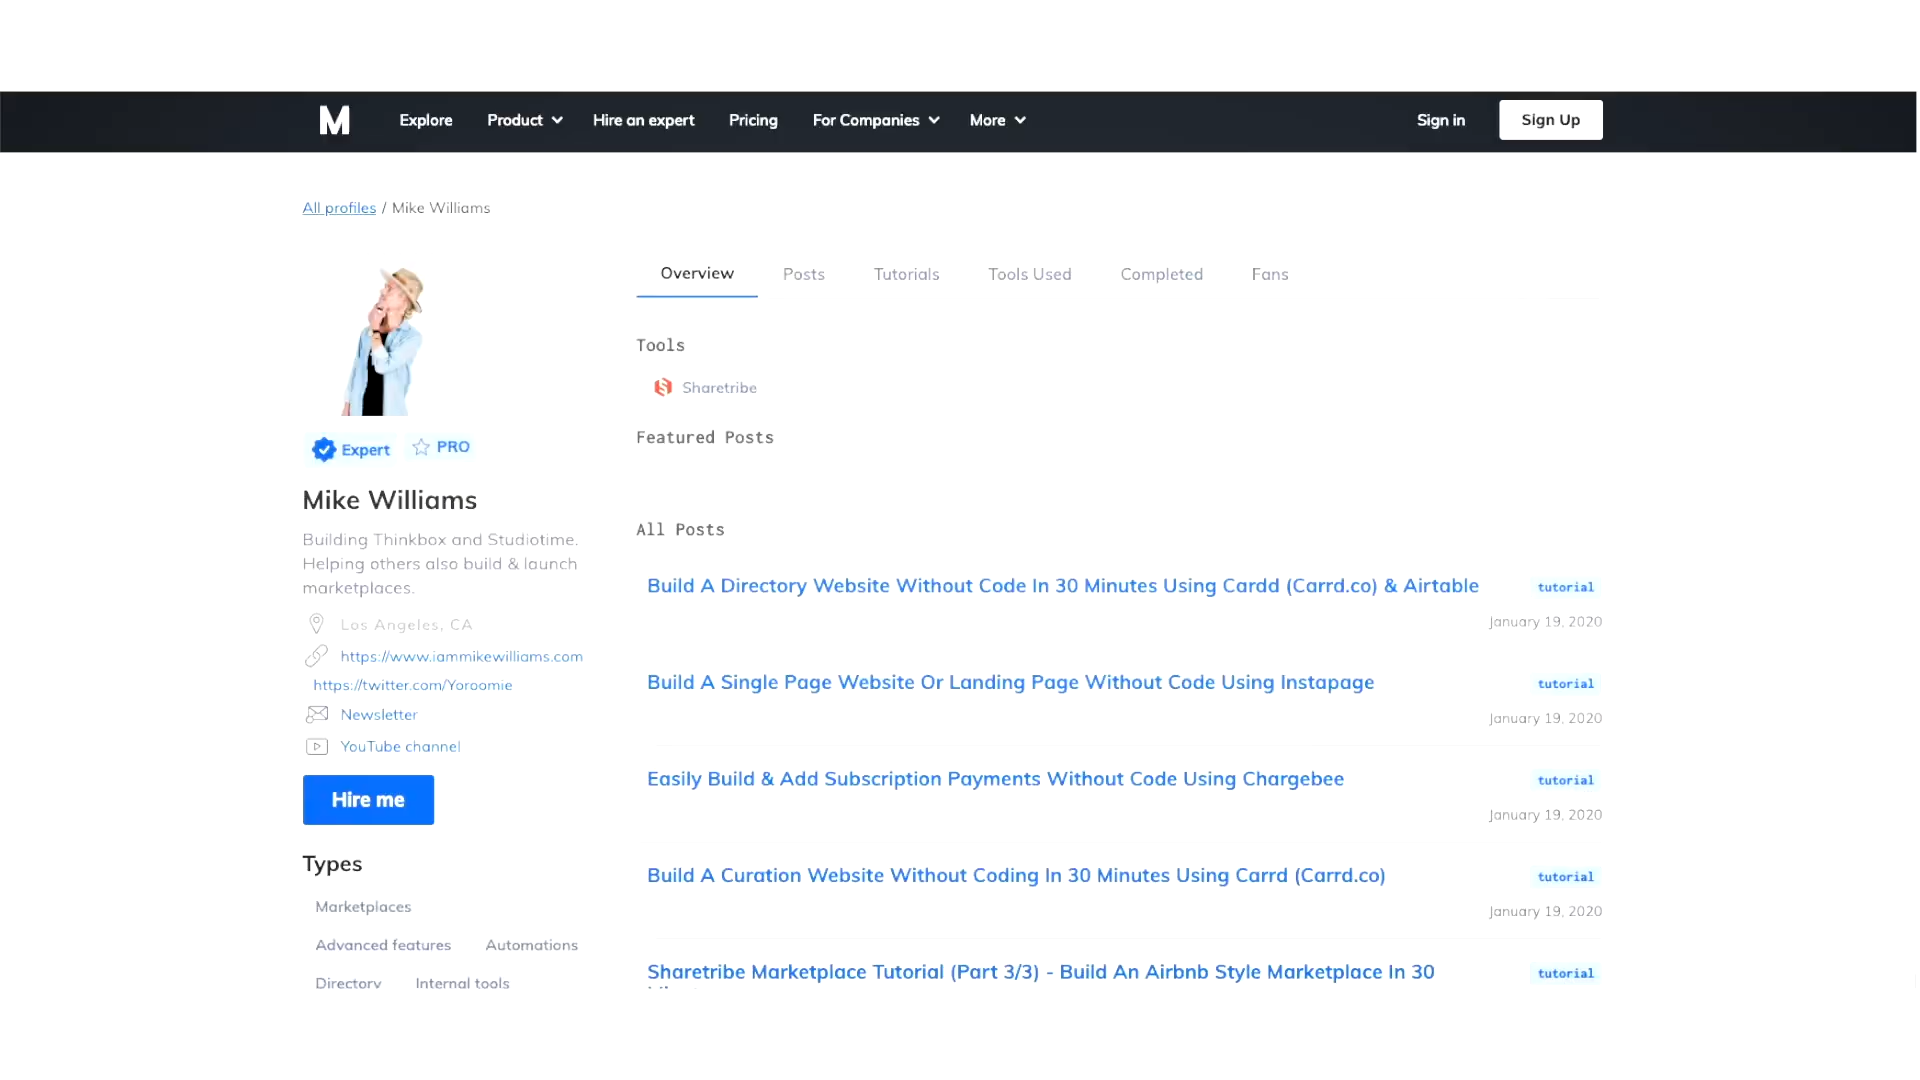 M Explore Product Hire an expert Pricing For Companies More Sign in Sign Up
All profiles / Mike Williams
Overview Posts Tutorials Tools Used Completed Fans
Expert PRO
Mike Williams
Building Thinkbox and Studiotime.
Helping others also build & launch
marketplaces.
Los Angeles, CA
https://www.iammikewilliams.com
https://twitter.com/Yoroomie
Newsletter
YouTube channel
Hire me
Types
Marketplaces
Advanced features Automations
Directory Internal tools
Tools
Sharetribe
Featured Posts
All Posts
Build A Directory Website Without Code In 30 Minutes Using Cardd (Carrd.co) & Airtable tutorial
January 19, 2020
Build A Single Page Website Or Landing Page Without Code Using Instapage tutorial
January 19, 2020
Easily Build & Add Subscription Payments Without Code Using Chargebee tutorial
January 19, 2020
Build A Curation Website Without Coding In 30 Minutes Using Carrd (Carrd.co) tutorial
January 19, 2020
Sharetribe Marketplace Tutorial (Part 3/3) - Build An Airbnb Style Marketplace In 30 tutorial